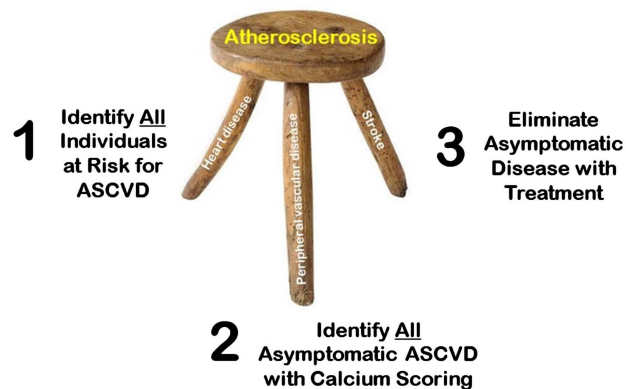 Atherosclerosis
Heart disease
Peripheral vascular disease
Stroke
1
Identify All
Individuals
at Risk for
ASCVD
2
Identify All
Asymptomatic ASCVD
with Calcium Scoring
3
Eliminate
Asymptomatic
Disease with
Treatment